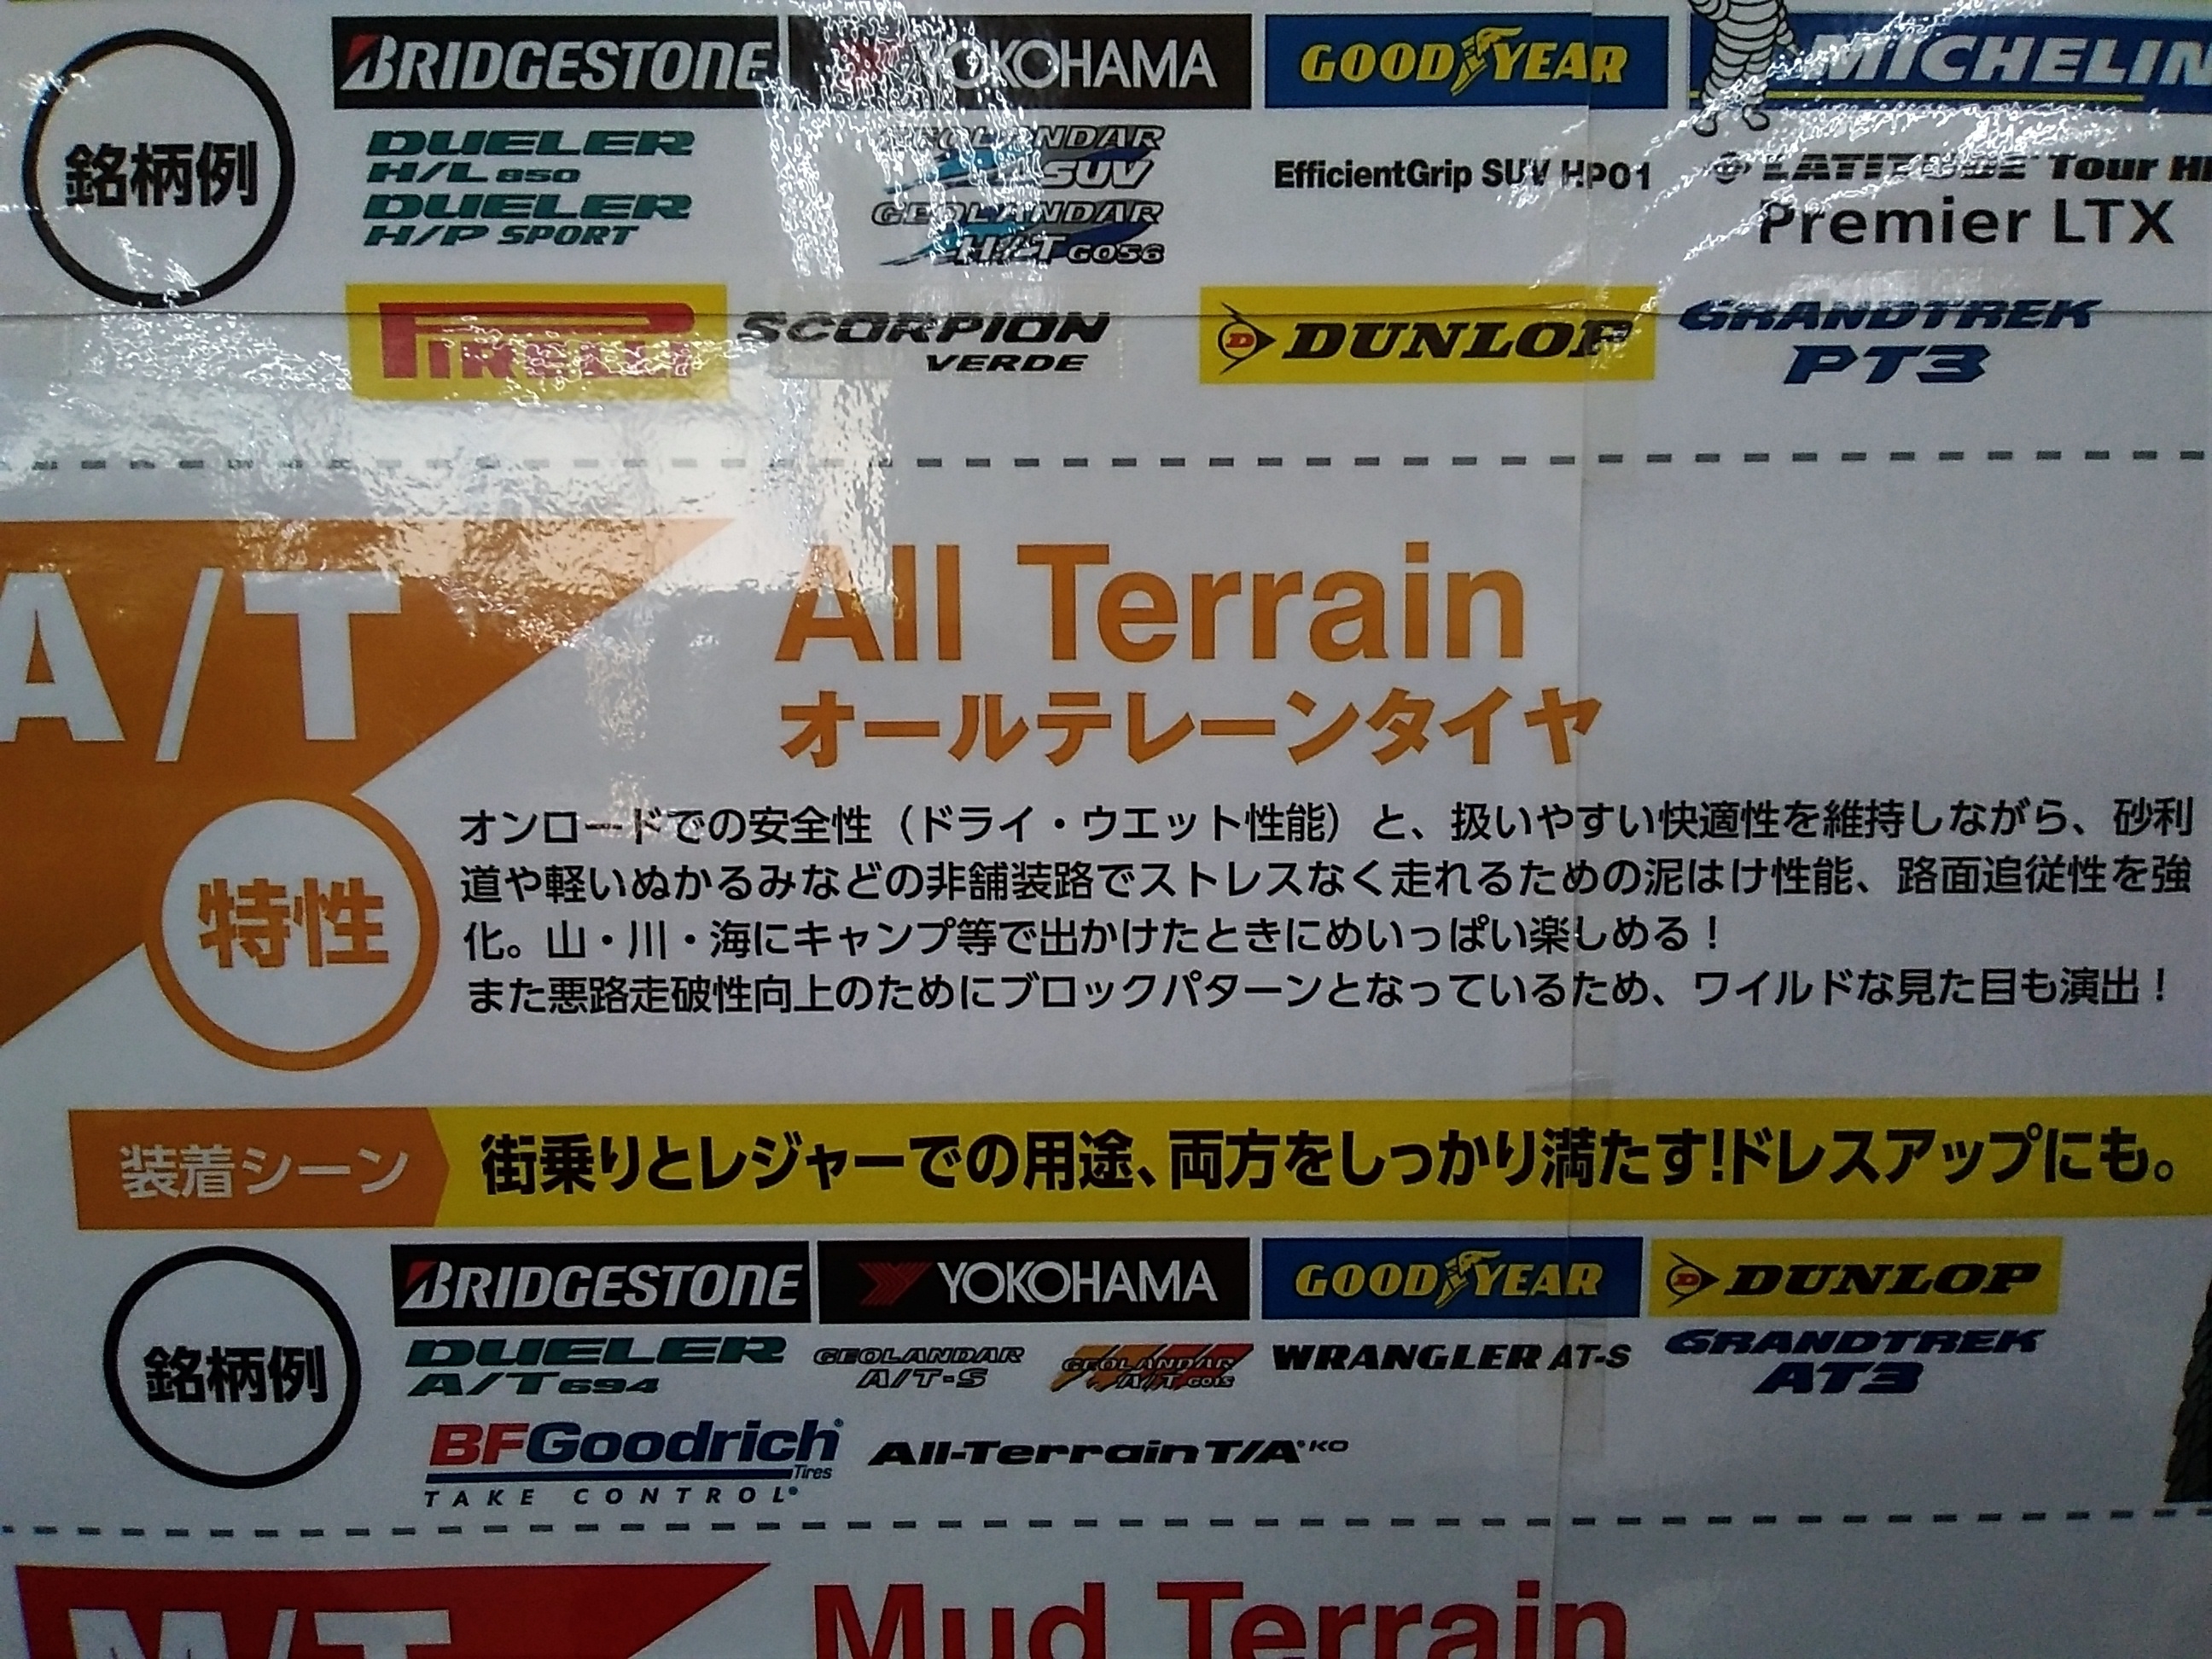 銘柄例
BRIDGESTONE
DUELER
H/L 850
DUELER
H/P SPORT
YOKOHAMA
GEOLANDAR
SUV
GEOLANDAR
H/T G056
GOODYEAR
EfficientGrip SUV HP01
MICHELIN
LATITUDE Tour
Premier LTX
PIRELLI
SCORPION
VERDE
DUNLOP
GRANDTREK
PT3
A/T
All Terrain
オールテレーンタイヤ
特性
オンロードでの安全性（ドライ・ウエット性能）と、扱いやすい快適性を維持しながら、砂利
道や軽いぬかるみなどの非舗装路でストレスなく走れるための泥はけ性能、路面追従性を強
化。山・川・海にキャンプ等で出かけたときにめいっぱい楽しめる！
また悪路走破性向上のためにブロックパターンとなっているため、ワイルドな見た目も演出！
装着シーン
街乗りとレジャーでの用途、両方をしっかり満たす!ドレスアップにも。
銘柄例
BRIDGESTONE
DUELER
A/T 694
YOKOHAMA
GEOLANDAR
A/T-S
GEOLANDAR
A/T G015
GOODYEAR
WRANGLER AT-S
DUNLOP
GRANDTREK
AT3
BFGoodrich®
Tires
TAKE CONTROL®
All-Terrain T/A® KO
M/T
Mud Terrain